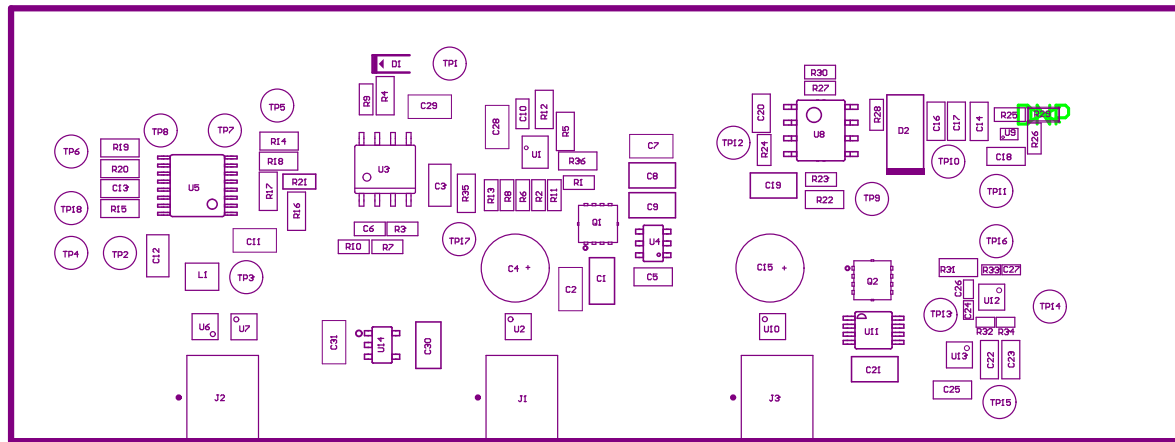 D1
TP1
R30
R27
R9
R4
C29
TP5
C28
C10
R12
R5
C20
U8
R28
D2
C16
C17
C14
R25
R29
U9
R26
TP8
TP7
R14
TP6
R19
R18
R20
U5
R17
R21
C13
R16
R15
TP18
U3
C3
R35
U1
R36
R1
R13
R8
R6
R2
R11
C7
C8
C9
TP12
R24
C19
R23
R22
TP9
TP10
C18
TP11
TP4
TP2
C12
C11
L1
TP3
C6
R3
R10
R7
TP17
C4
+
Q1
U4
C1
C2
C5
C15
+
Q2
TP16
R31
R33
C27
C26
C24
U12
TP14
TP13
R32
R34
U6
U7
C31
U14
C30
U2
U10
U11
C21
U13
C22
C23
C25
TP15
J2
J1
J3